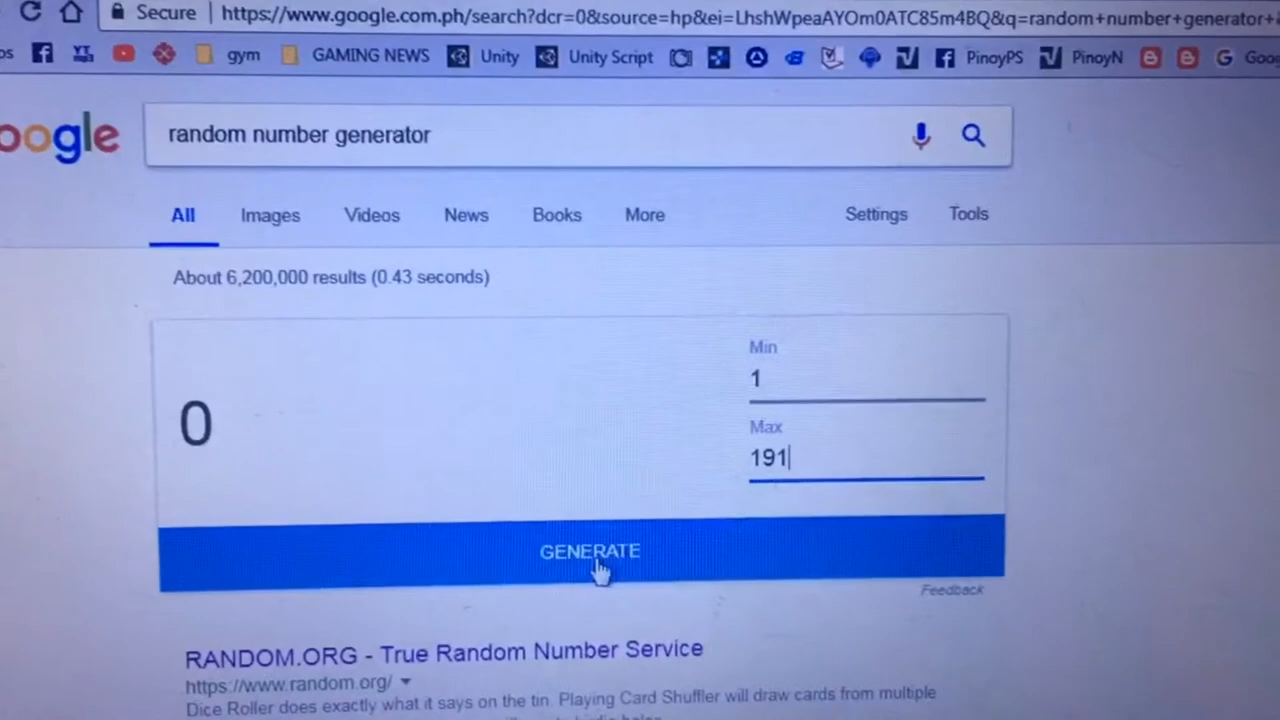 Secure | https://www.google.com.ph/search?dcr=0&source=hp&ei=LhshWpeaAYOm0ATC85m4BQ&q=random+number+generator+
gym GAMING NEWS Unity Unity Script PinoyPS PinoyN
oogle
random number generator
All Images Videos News Books More Settings Tools
About 6,200,000 results (0.43 seconds)
Min
1
0
Max
191
GENERATE
Feedback
RANDOM.ORG - True Random Number Service
https://www.random.org/
Dice Roller does exactly what it says on the tin. Playing Card Shuffler will draw cards from multiple